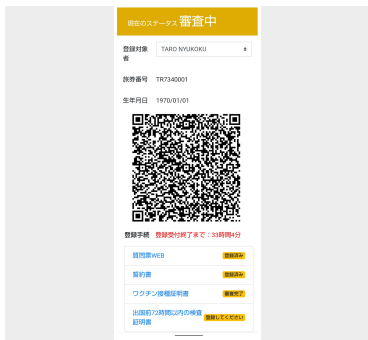 現在のステータス 審査中
登録対象者 TARO NYUKOKU
旅券番号 TR7340001
生年月日 1970/01/01
登録手続 登録受付終了まで：33時間4分
質問票WEB 登録済み
誓約書 登録済み
ワクチン接種証明書 審査完了
出国前72時間以内の検査証明書 登録してください